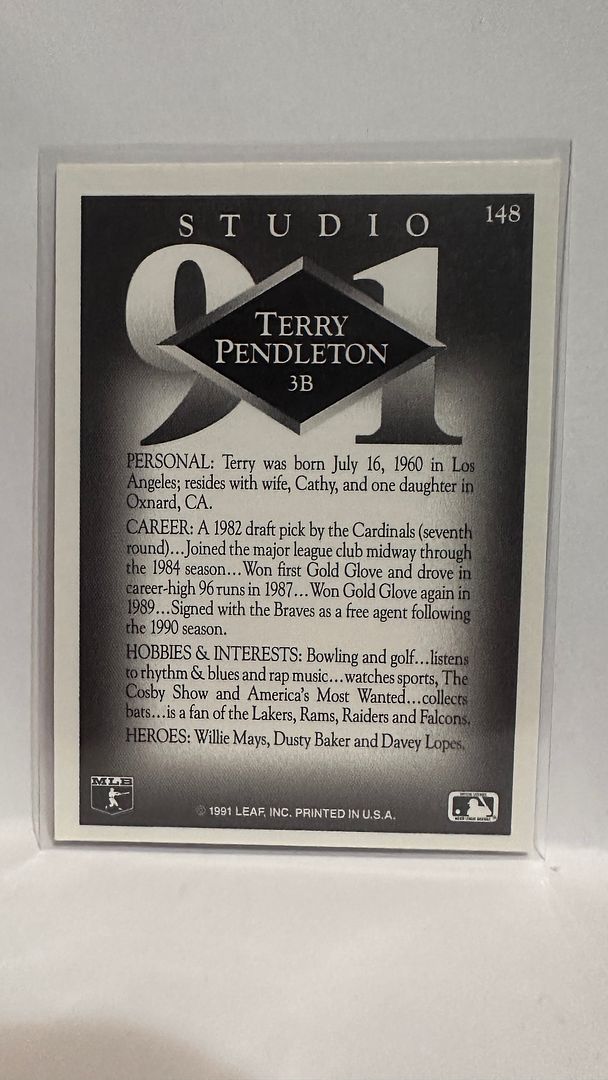 STUDIO
148
91
TERRY
PENDLETON
3B
PERSONAL: Terry was born July 16, 1960 in Los
Angeles; resides with wife, Cathy, and one daughter in
Oxnard, CA.
CAREER: A 1982 draft pick by the Cardinals (seventh
round)...Joined the major league club midway through
the 1984 season...Won first Gold Glove and drove in
career-high 96 runs in 1987...Won Gold Glove again in
1989...Signed with the Braves as a free agent following
the 1990 season.
HOBBIES & INTERESTS: Bowling and golf...listens
to rhythm & blues and rap music...watches sports, The
Cosby Show and America's Most Wanted...collects
bats...is a fan of the Lakers, Rams, Raiders and Falcons.
HEROES: Willie Mays, Dusty Baker and Davey Lopes.
MLB
© 1991 LEAF, INC. PRINTED IN U.S.A.